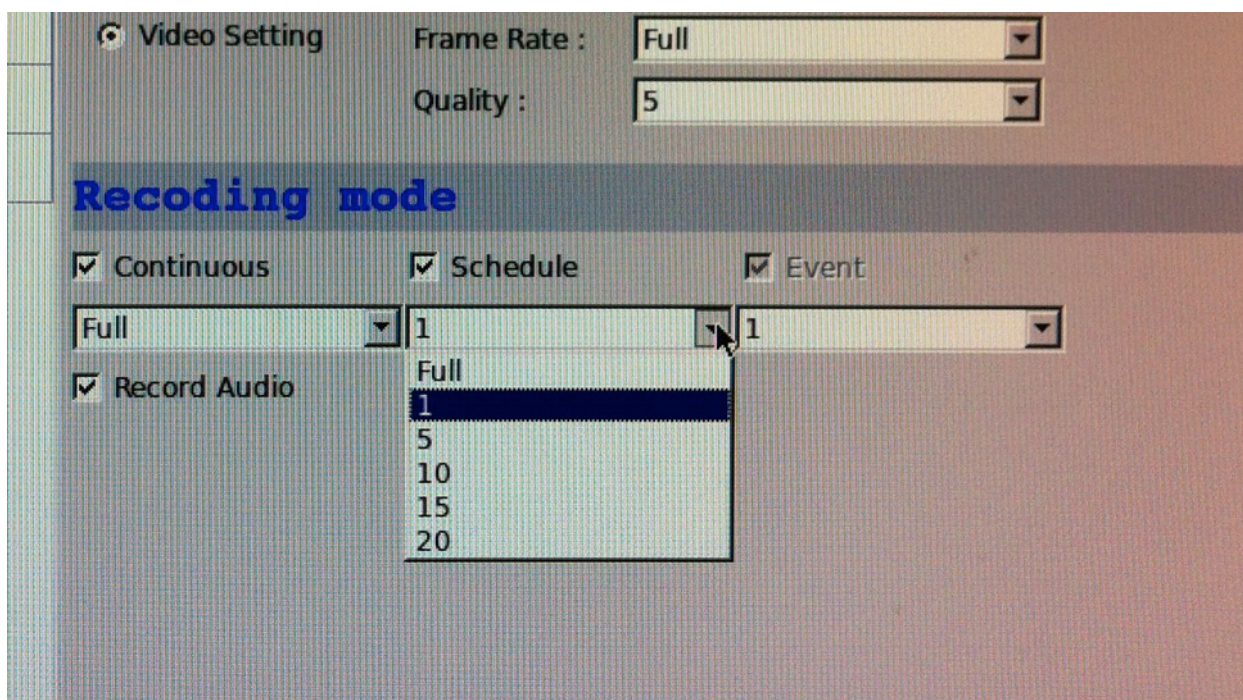 Video Setting Frame Rate : Full
Quality : 5
Recoding mode
Continuous Schedule Event
Full 1 1
Full
Record Audio
1
5
10
15
20